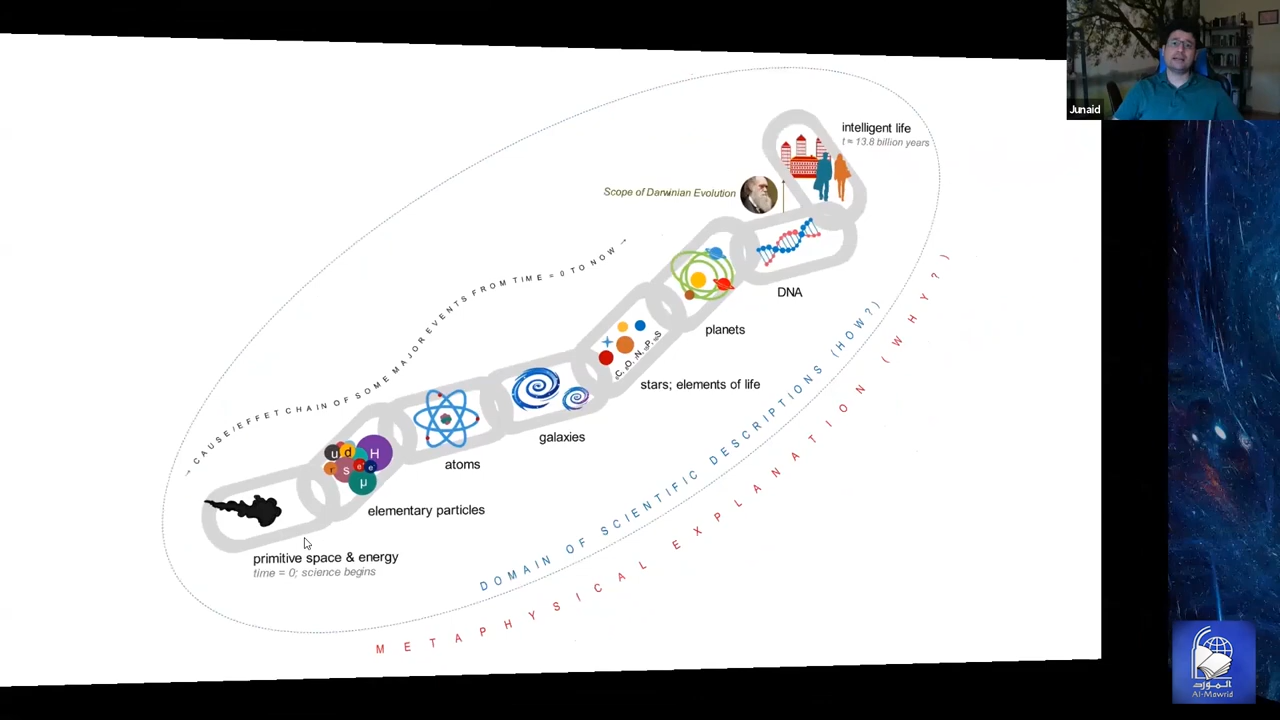 Junaid
intelligent life
t ≈ 13.8 billion years
Scope of Darwinian Evolution
→ CAUSE/EFFET CHAIN OF SOME MAJOR EVENTS FROM TIME = 0 TO NOW →
DNA
planets
C, O, N, P, S
stars; elements of life
galaxies
atoms
u d H
s e e
μ
elementary particles
primitive space & energy
time = 0; science begins
DOMAIN OF SCIENTIFIC DESCRIPTIONS (HOW?)
METAPHYSICAL EXPLANATION (WHY?)
المورد
Al-Mawrid